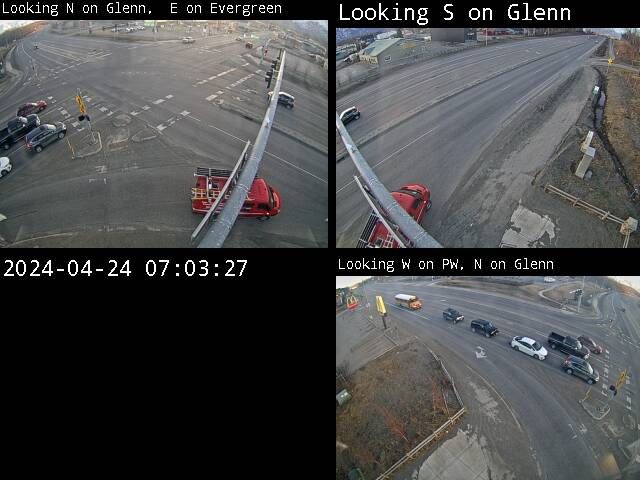 Looking N on Glenn, E on Evergreen
Looking S on Glenn
2024-04-24 07:03:27
Looking W on PW, N on Glenn